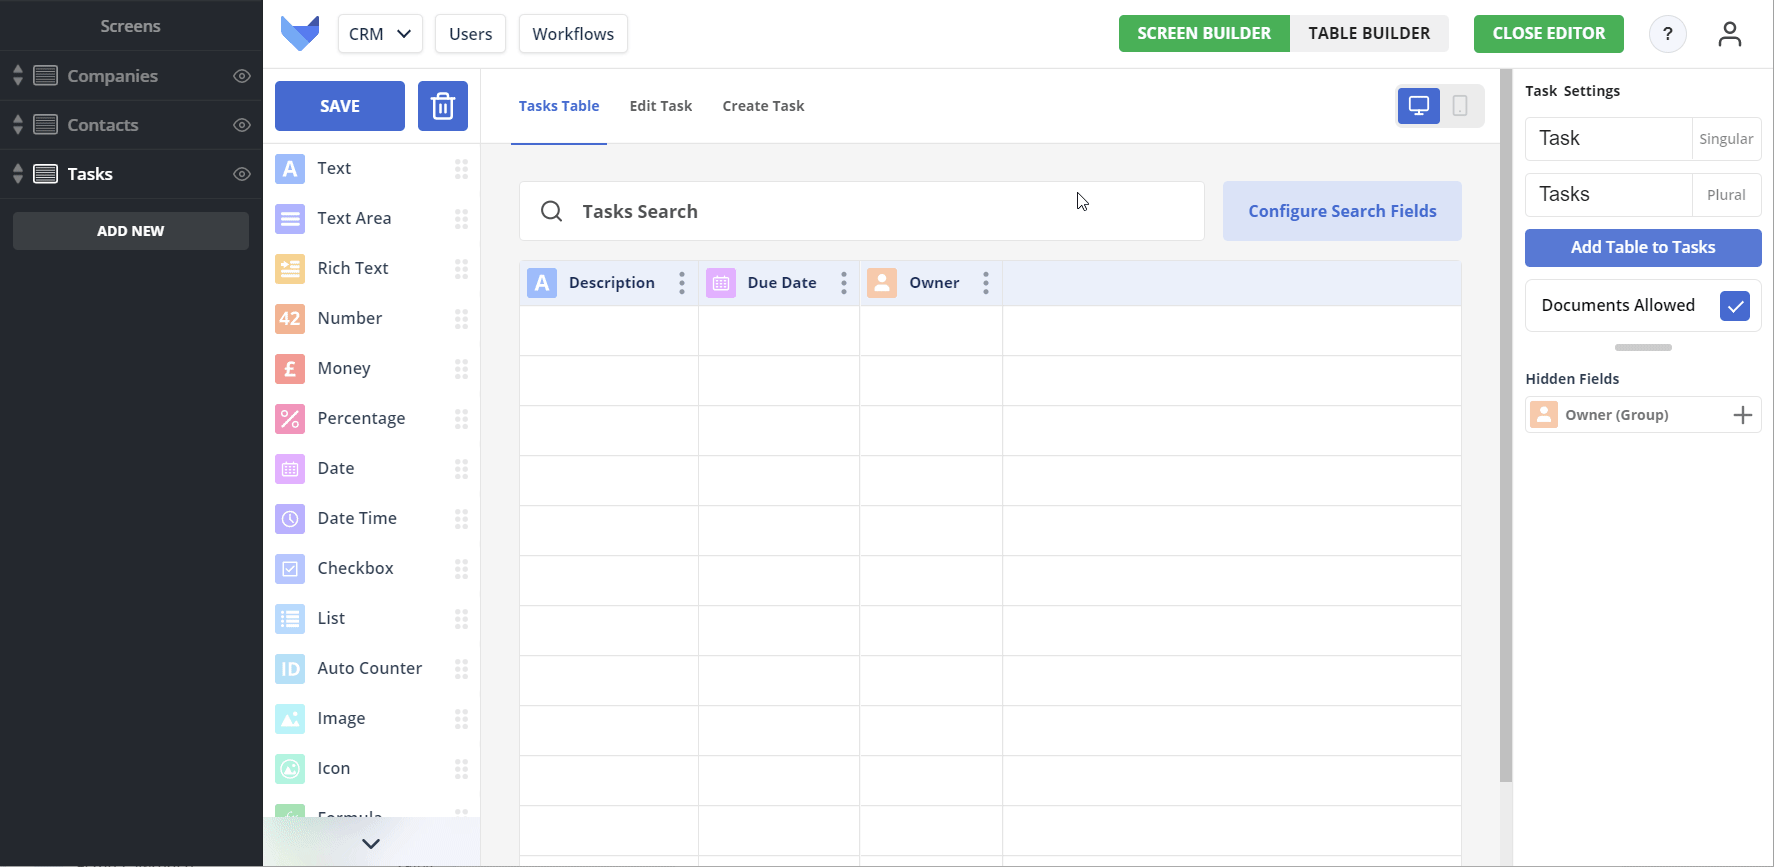 Screens
Companies
Contacts
Tasks
ADD NEW
CRM
Users
Workflows
SCREEN BUILDER
TABLE BUILDER
CLOSE EDITOR
?
SAVE
A Text
Text Area
Rich Text
42 Number
£ Money
% Percentage
Date
Date Time
Checkbox
List
ID Auto Counter
Image
Icon
Formula
Tasks Table
Edit Task
Create Task
Tasks Search
Configure Search Fields
A Description
Due Date
Owner
Task Settings
Task Singular
Tasks Plural
Add Table to Tasks
Documents Allowed
Hidden Fields
Owner (Group)